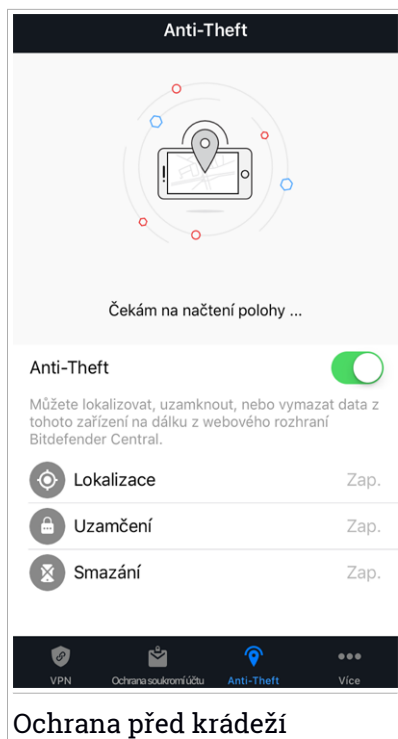 Anti-Theft
Čekám na načtení polohy ...
Anti-Theft
Můžete lokalizovat, uzamknout, nebo vymazat data z
tohoto zařízení na dálku z webového rozhraní
Bitdefender Central.
Lokalizace Zap.
Uzamčení Zap.
Smazání Zap.
VPN Ochrana soukromí účtu Anti-Theft Více
Ochrana před krádeží